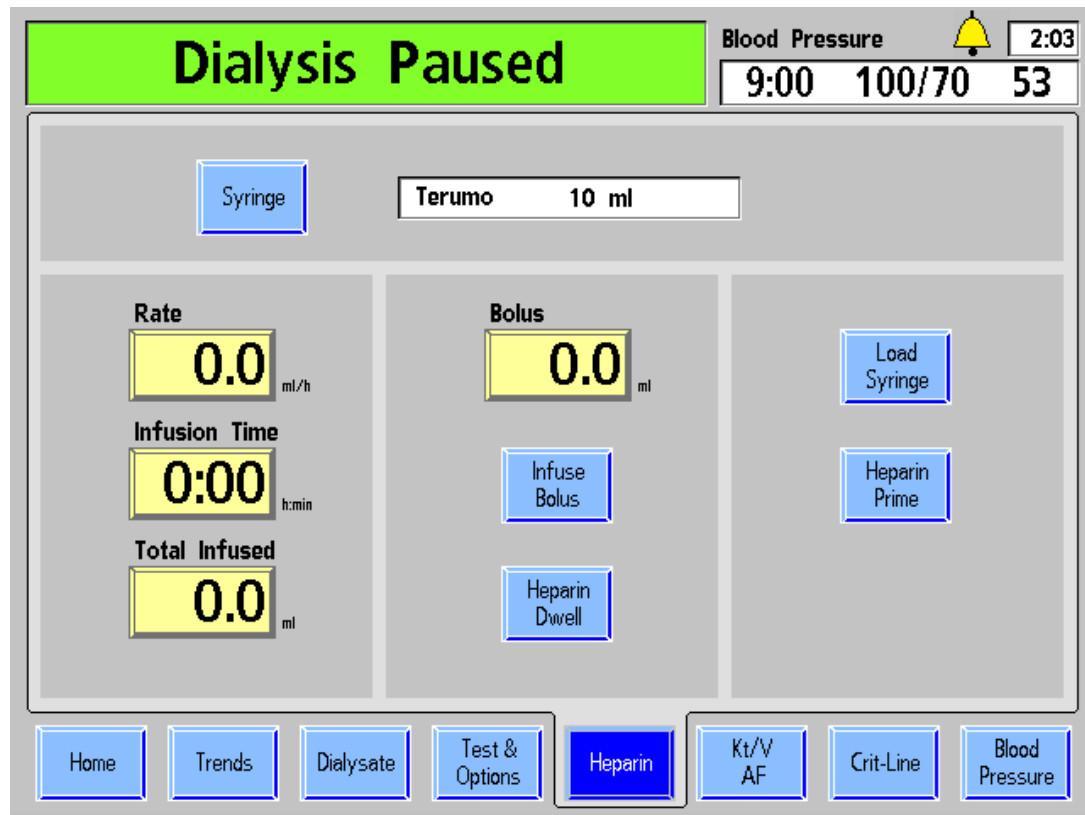 Dialysis Paused
Blood Pressure 2:03
9:00 100/70 53
Syringe
Terumo 10 ml
Rate
0.0 ml/h
Infusion Time
0:00 h:min
Total Infused
0.0 ml
Bolus
0.0 ml
Infuse
Bolus
Heparin
Dwell
Load
Syringe
Heparin
Prime
Home
Trends
Dialysate
Test &
Options
Heparin
Kt/V
AF
Crit-Line
Blood
Pressure